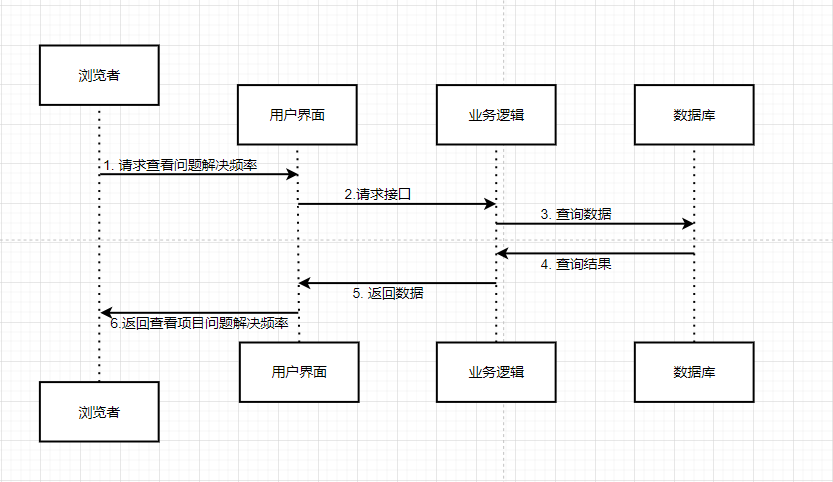 浏览者
用户界面
业务逻辑
数据库
1. 请求查看问题解决频率
2.请求接口
3. 查询数据
4. 查询结果
5. 返回数据
6.返回查看项目问题解决频率
用户界面
业务逻辑
数据库
浏览者